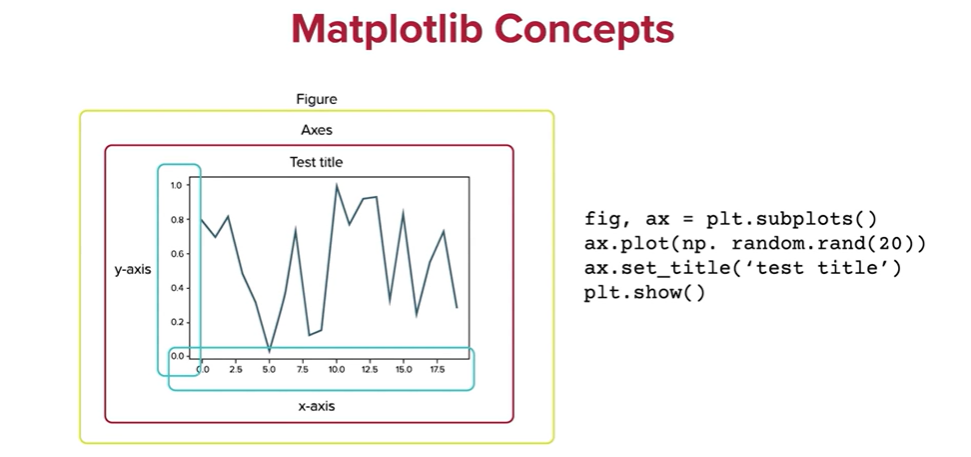 Matplotlib Concepts
Figure
Axes
Test title
1.0
0.8
0.6
0.4
0.2
0.0
y-axis
0.0 2.5 5.0 7.5 10.0 12.5 15.0 17.5
x-axis
fig, ax = plt.subplots()
ax.plot(np. random.rand(20))
ax.set_title(‘test title’)
plt.show()